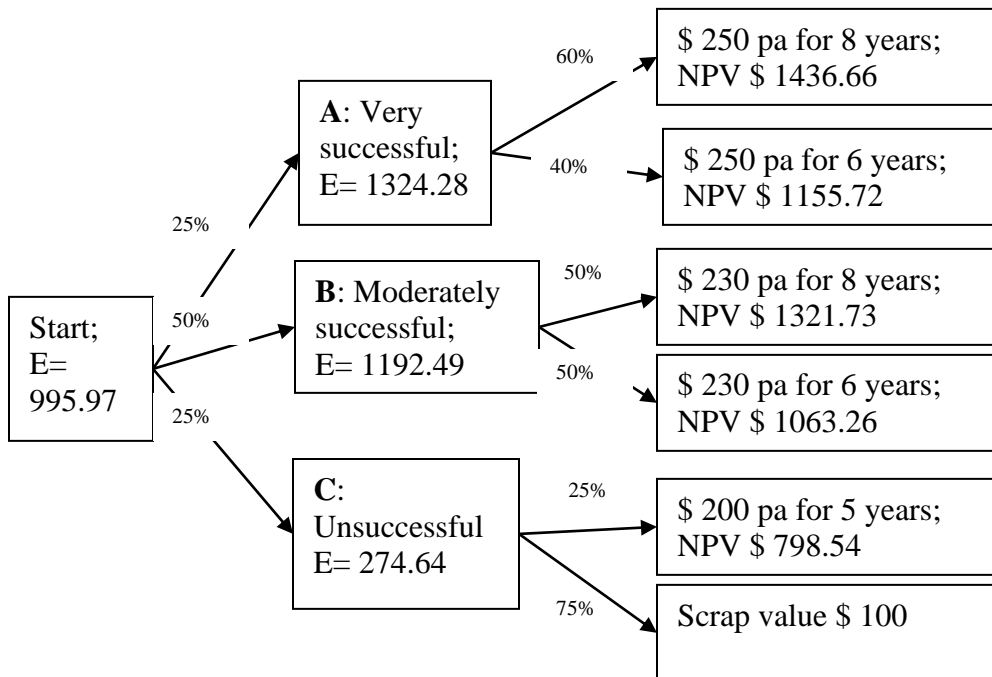 $ 250 pa for 8 years;
NPV $ 1436.66
60%
A: Very
successful;
E= 1324.28
40%
$ 250 pa for 6 years;
NPV $ 1155.72
25%
$ 230 pa for 8 years;
NPV $ 1321.73
50%
B: Moderately
successful;
E= 1192.49
Start;
E=
995.97
50%
50%
$ 230 pa for 6 years;
NPV $ 1063.26
25%
C:
Unsuccessful
E= 274.64
25%
$ 200 pa for 5 years;
NPV $ 798.54
75%
Scrap value $ 100